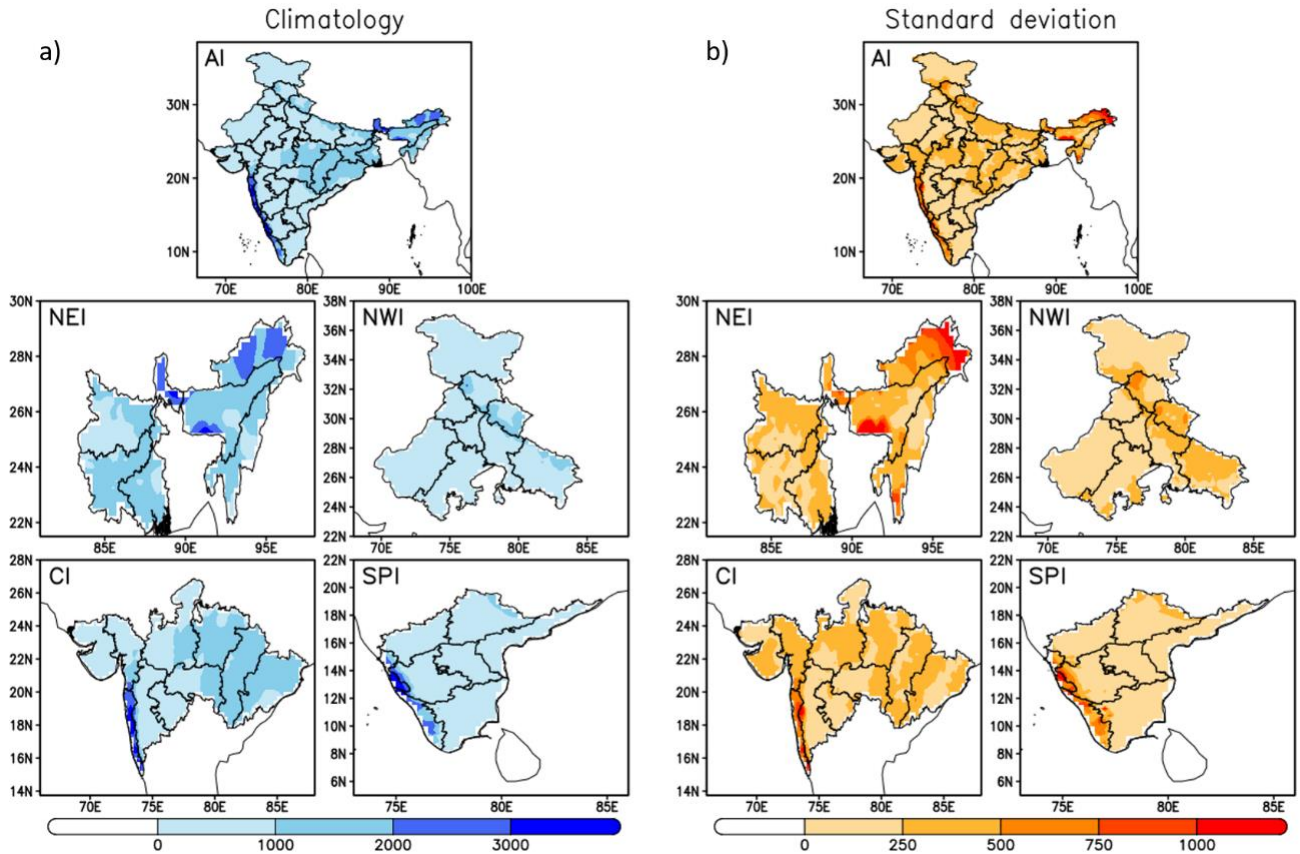 Climatology
Standard deviation
a)
b)
AI
30N
20N
10N
70E 80E 90E 100E
AI
30N
20N
10N
70E 80E 90E 100E
NEI
30N
28N
26N
24N
22N
85E 90E 95E
NWI
38N
36N
34N
32N
30N
28N
26N
24N
22N
70E 75E 80E 85E
NEI
30N
28N
26N
24N
22N
85E 90E 95E
NWI
38N
36N
34N
32N
30N
28N
26N
24N
22N
70E 75E 80E 85E
CI
28N
26N
24N
22N
20N
18N
16N
14N
70E 75E 80E 85E
SPI
22N
20N
18N
16N
14N
12N
10N
8N
6N
75E 80E 85E
CI
28N
26N
24N
22N
20N
18N
16N
14N
70E 75E 80E 85E
SPI
22N
20N
18N
16N
14N
12N
10N
8N
6N
75E 80E 85E
0 1000 2000 3000
0 250 500 750 1000